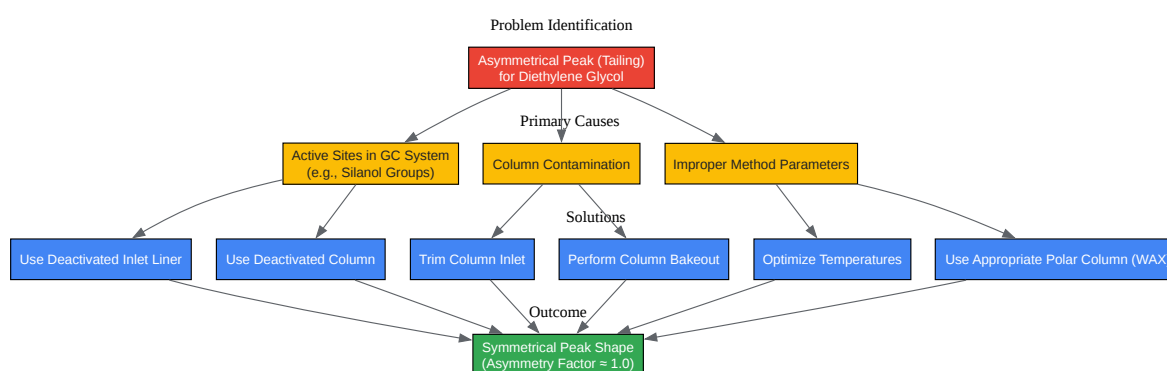 Problem Identification
Asymmetrical Peak (Tailing)
for Diethylene Glycol
Primary Causes
Active Sites in GC System
(e.g., Silanol Groups)
Column Contamination
Improper Method Parameters
Solutions
Use Deactivated Inlet Liner
Use Deactivated Column
Trim Column Inlet
Perform Column Bakeout
Optimize Temperatures
Use Appropriate Polar Column (WAX
Outcome
Symmetrical Peak Shape
(Asymmetry Factor ≈ 1.0)